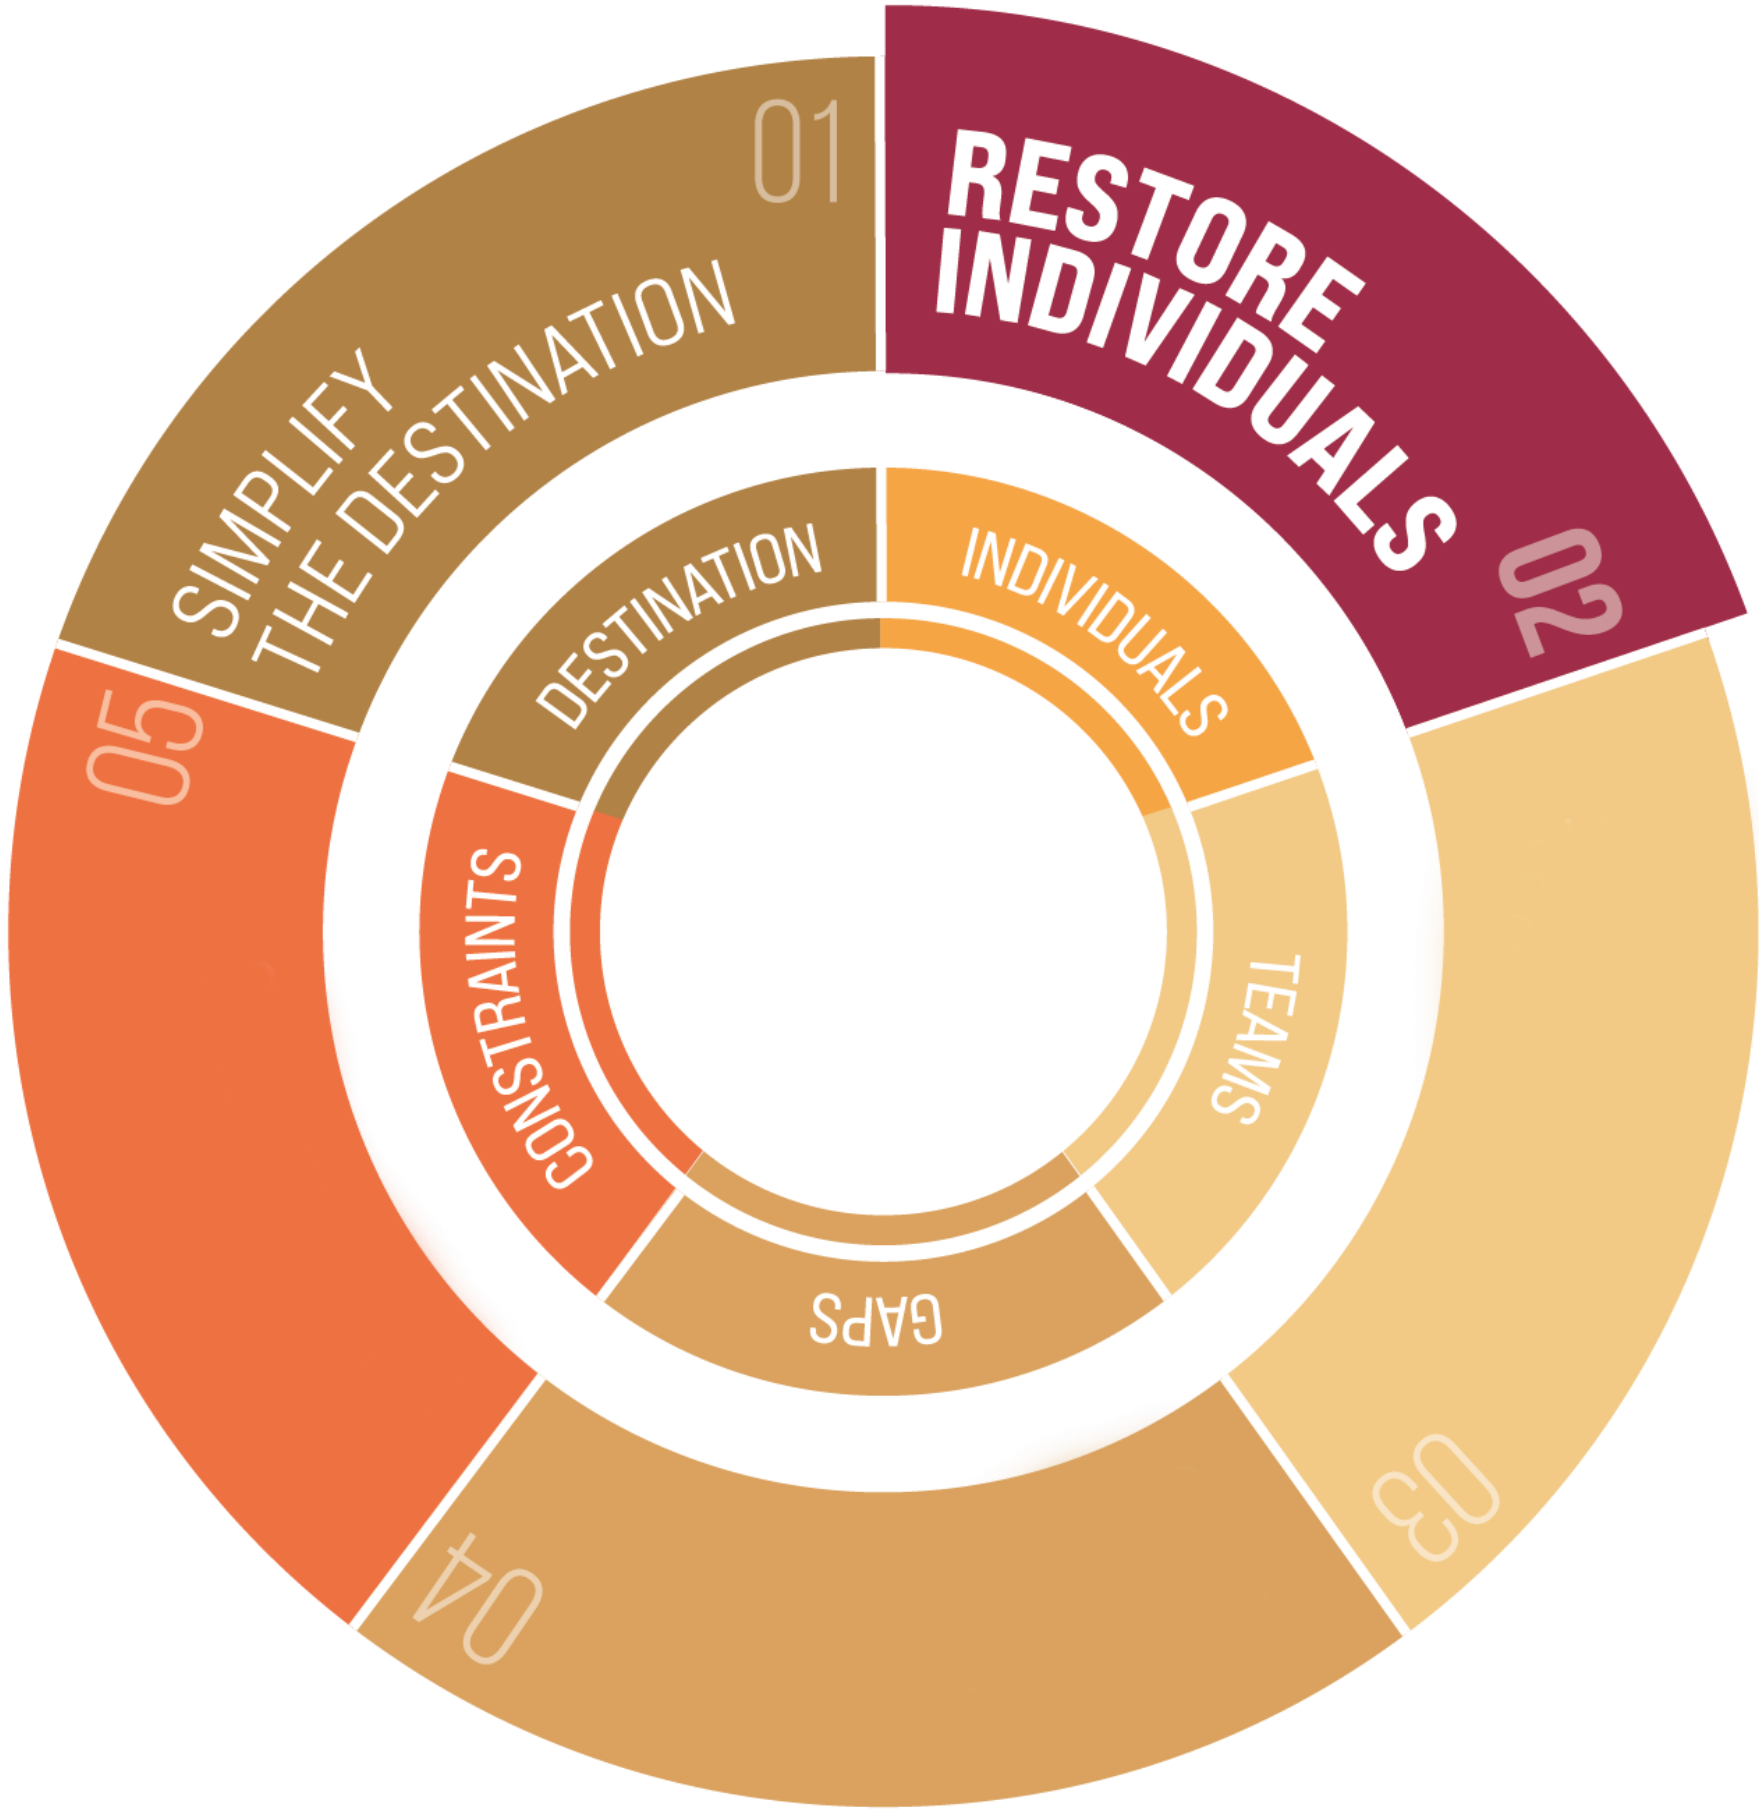 01
SIMPLIFY
THE DESTINATION
RESTORE
INDIVIDUALS
02
03
04
05
DESTINATION
INDIVIDUALS
TEAMS
GAPS
CONSTRAINTS